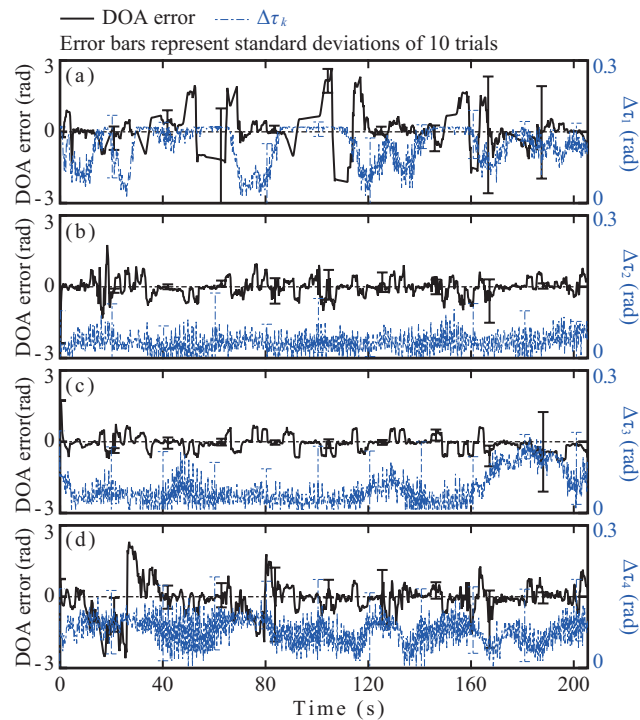 DOA error Δτk
Error bars represent standard deviations of 10 trials
(a)
3
0
-3
DOA error (rad)
0.3
0
Δτ1 (rad)
(b)
3
0
-3
DOA error (rad)
0.3
0
Δτ2 (rad)
(c)
3
0
-3
DOA error(rad)
0.3
0
Δτ3 (rad)
(d)
3
0
-3
DOA error (rad)
0.3
0
Δτ4 (rad)
0 40 80 120 160 200
Time (s)